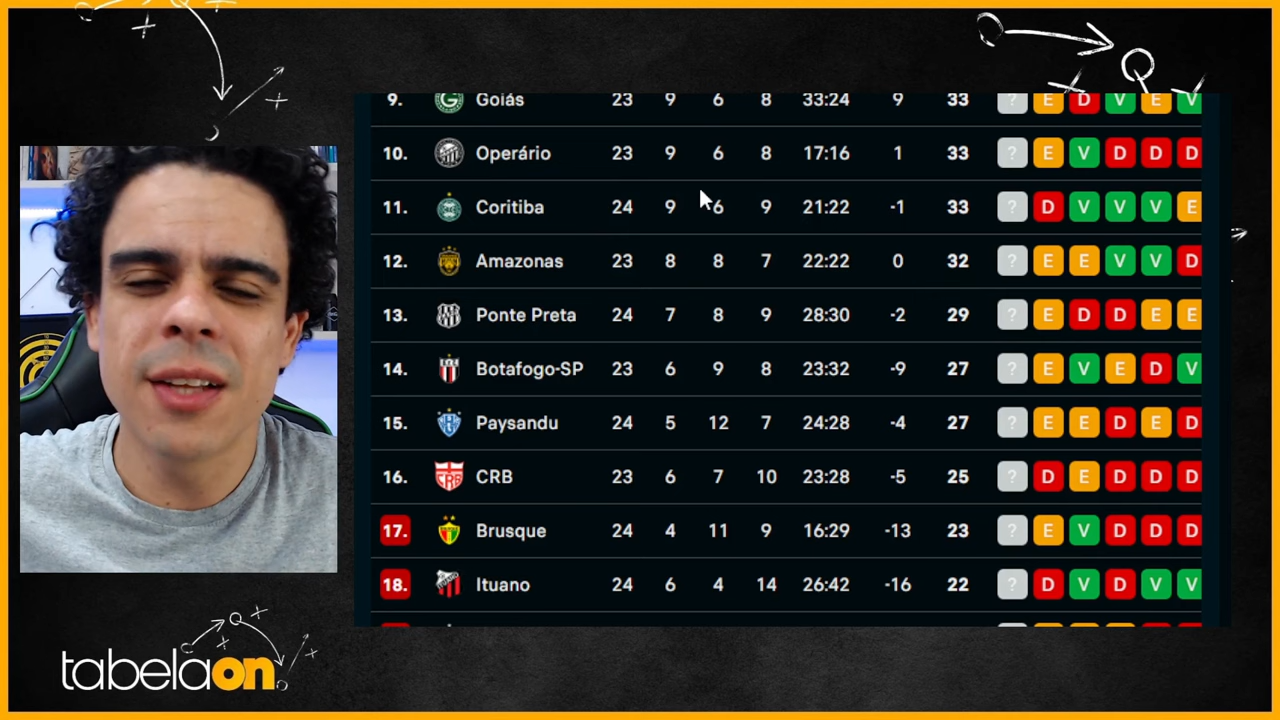 9. Goiás 23 9 6 8 33:24 9 33 ? E D V E V
10. Operário 23 9 6 8 17:16 1 33 ? E V D D D
11. Coritiba 24 9 6 9 21:22 -1 33 ? D V V V E
12. Amazonas 23 8 8 7 22:22 0 32 ? E E V V D
13. Ponte Preta 24 7 8 9 28:30 -2 29 ? E D D E E
14. Botafogo-SP 23 6 9 8 23:32 -9 27 ? E V E D V
15. Paysandu 24 5 12 7 24:28 -4 27 ? E E D E D
16. CRB 23 6 7 10 23:28 -5 25 ? D E D D D
17. Brusque 24 4 11 9 16:29 -13 23 ? E V D D D
18. Ituano 24 6 4 14 26:42 -16 22 ? D V D V V
tabelaon